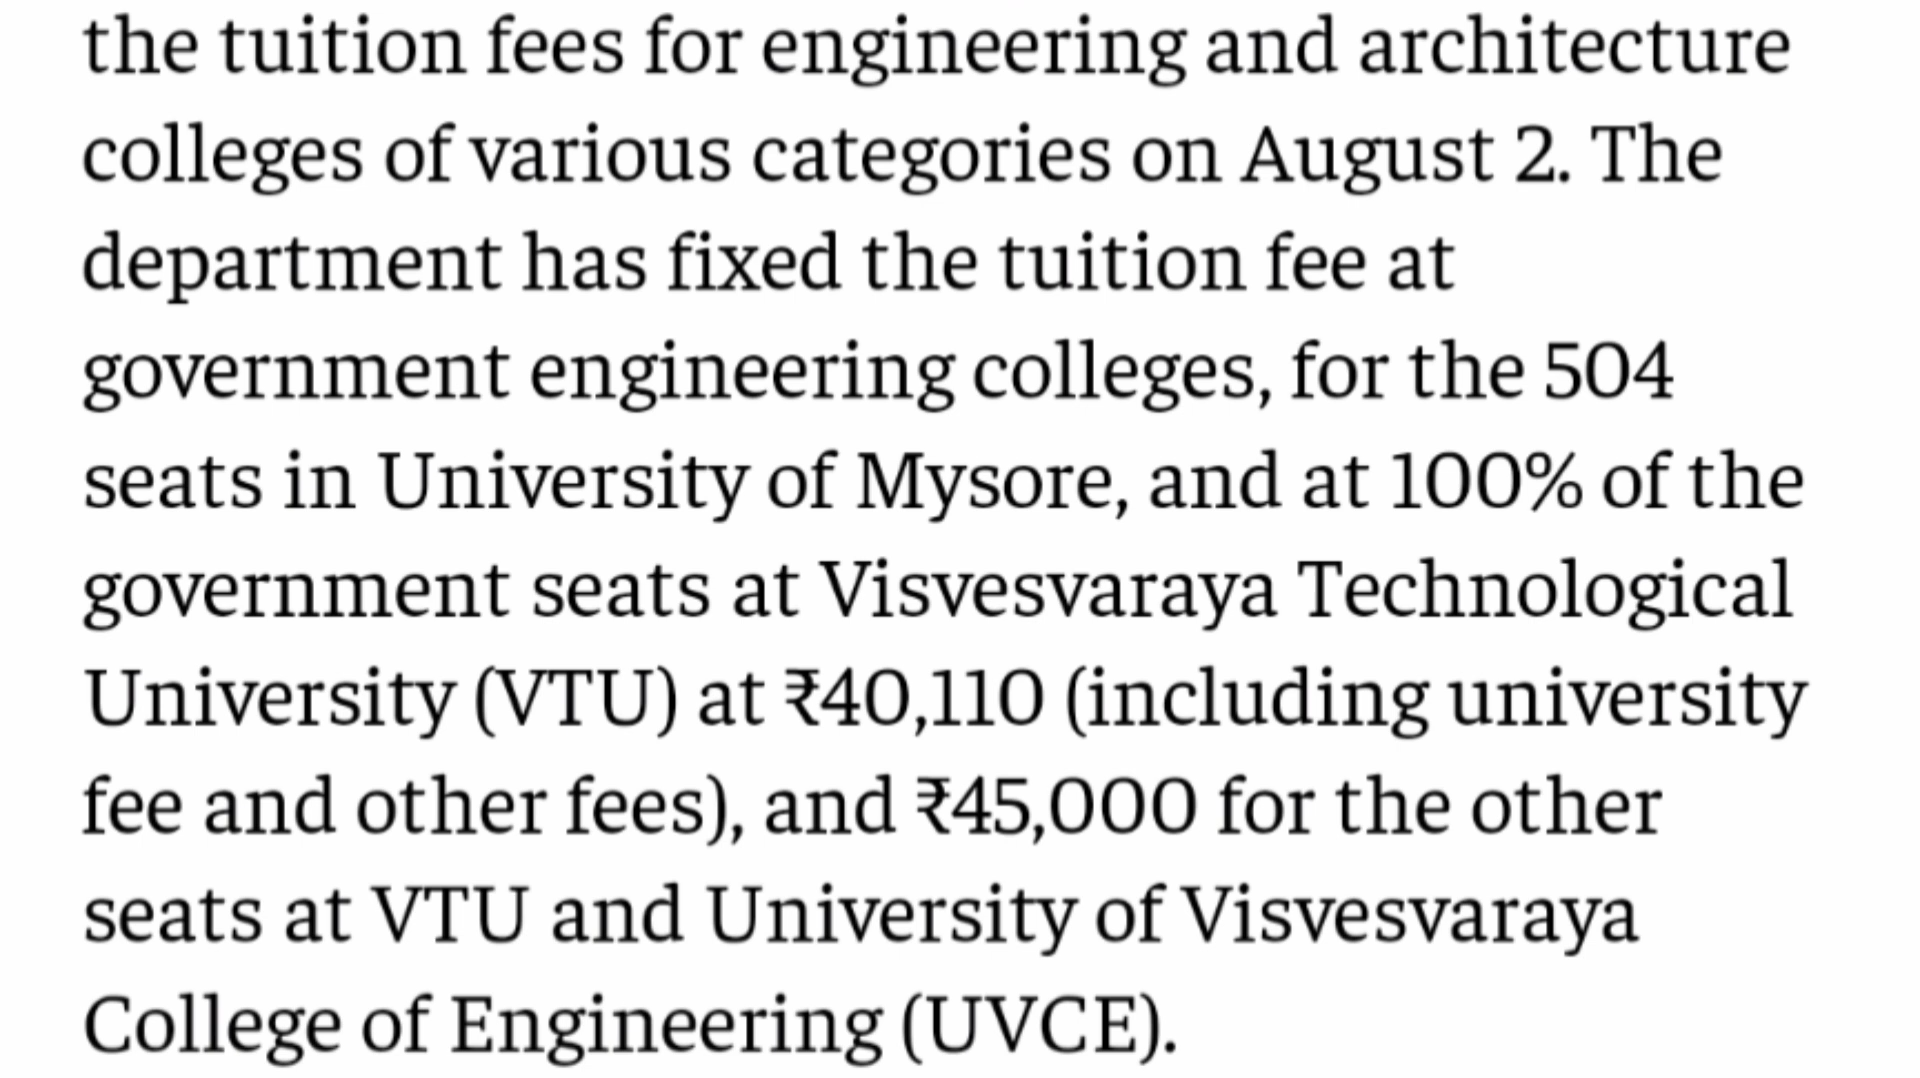 the tuition fees for engineering and architecture
colleges of various categories on August 2. The
department has fixed the tuition fee at
government engineering colleges, for the 504
seats in University of Mysore, and at 100% of the
government seats at Visvesvaraya Technological
University (VTU) at ₹40,110 (including university
fee and other fees), and ₹45,000 for the other
seats at VTU and University of Visvesvaraya
College of Engineering (UVCE).